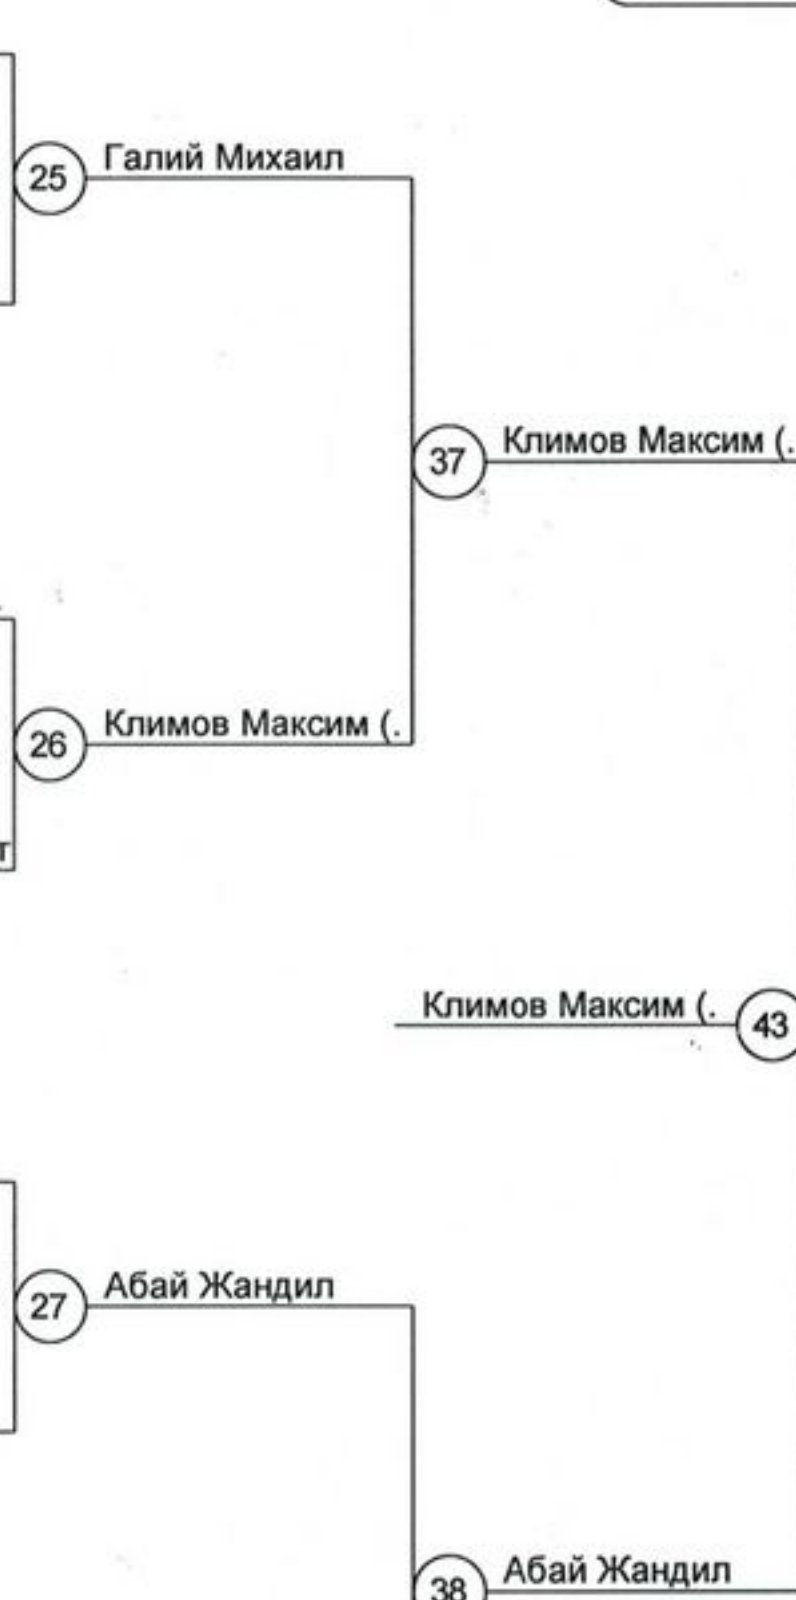 Галий Михаил
25
Климов Максим (.
37
Климов Максим (.
26
т
Климов Максим (.
43
Абай Жандил
27
Абай Жандил
38